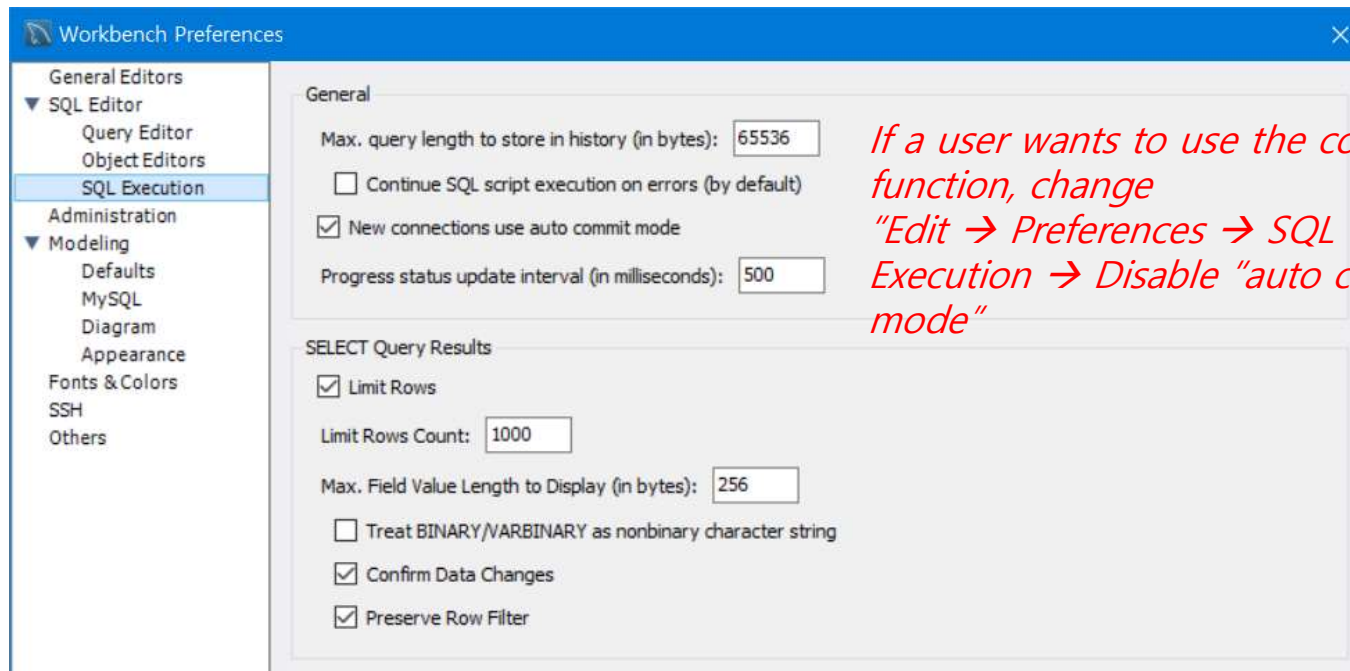 Workbench Preferences
General Editors
SQL Editor
Query Editor
Object Editors
SQL Execution
Administration
Modeling
Defaults
MySQL
Diagram
Appearance
Fonts & Colors
SSH
Others
General
Max. query length to store in history (in bytes): 65536
Continue SQL script execution on errors (by default)
New connections use auto commit mode
Progress status update interval (in milliseconds): 500
SELECT Query Results
Limit Rows
Limit Rows Count: 1000
Max. Field Value Length to Display (in bytes): 256
Treat BINARY/VARBINARY as nonbinary character string
Confirm Data Changes
Preserve Row Filter
If a user wants to use the
function, change
“Edit → Preferences → SQL
Execution → Disable “auto
mode”